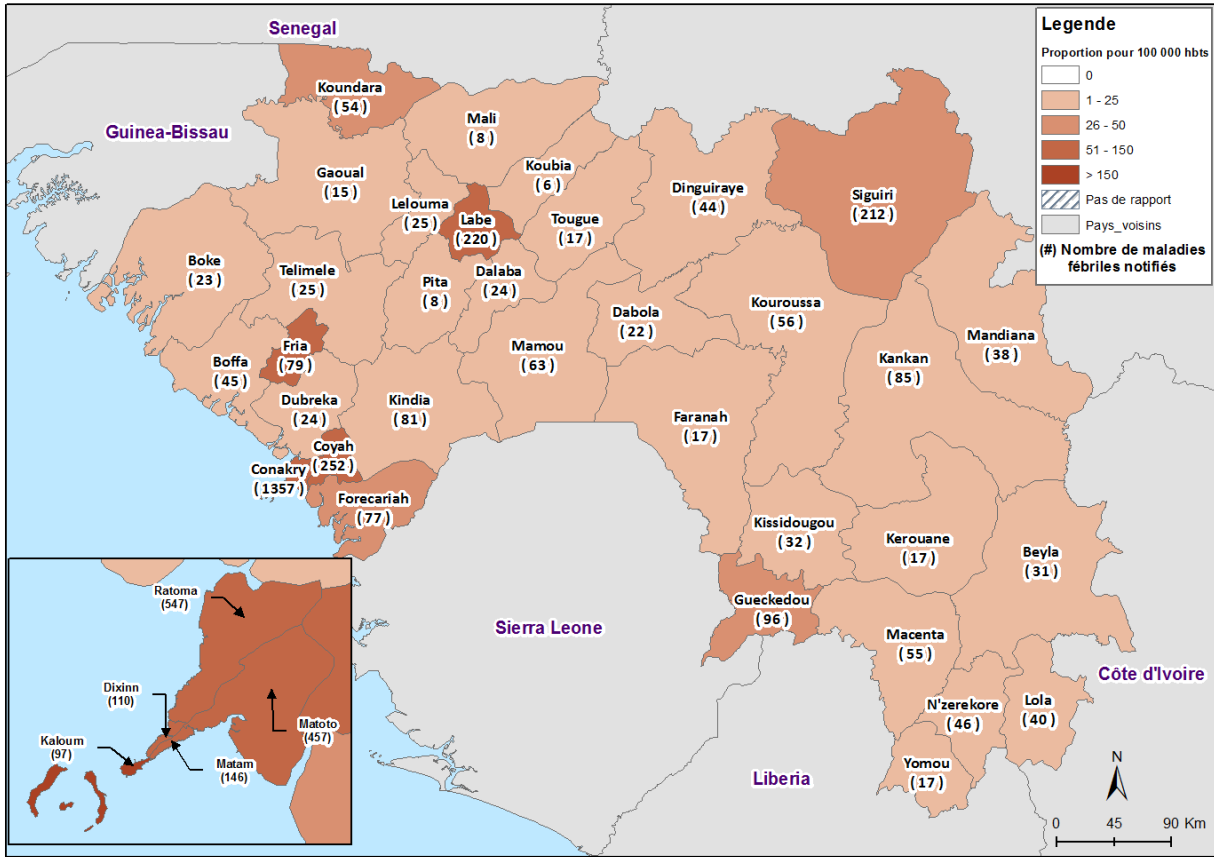 Senegal
Guinea-Bissau
Koundara
( 54 )
Mali
( 8 )
Gaoual
( 15 )
Koubia
( 6 )
Lelouma
( 25 )
Labe
( 220 )
Tougue
( 17 )
Dinguiraye
( 44 )
Siguiri
( 212 )
Boke
( 23 )
Telimele
( 25 )
Pita
( 8 )
Dalaba
( 24 )
Dabola
( 22 )
Kouroussa
( 56 )
Mandiana
( 38 )
Kankan
( 85 )
Fria
( 79 )
Boffa
( 45 )
Mamou
( 63 )
Dubreka
( 24 )
Kindia
( 81 )
Faranah
( 17 )
Coyah
( 252 )
Conakry
( 1357 )
Forecariah
( 77 )
Kissidougou
( 32 )
Kerouane
( 17 )
Beyla
( 31 )
Gueckedou
( 96 )
Macenta
( 55 )
N'zerekore
( 46 )
Lola
( 40 )
Yomou
( 17 )
Sierra Leone
Liberia
Côte d'Ivoire
Legende
Proportion pour 100 000 hbts
0
1 - 25
26 - 50
51 - 150
> 150
Pas de rapport
Pays_voisins
(#) Nombre de maladies
fébriles notifiés
Ratoma
(547)
Dixinn
(110)
Kaloum
(97)
Matam
(146)
Matoto
(457)
N
0 45 90 Km